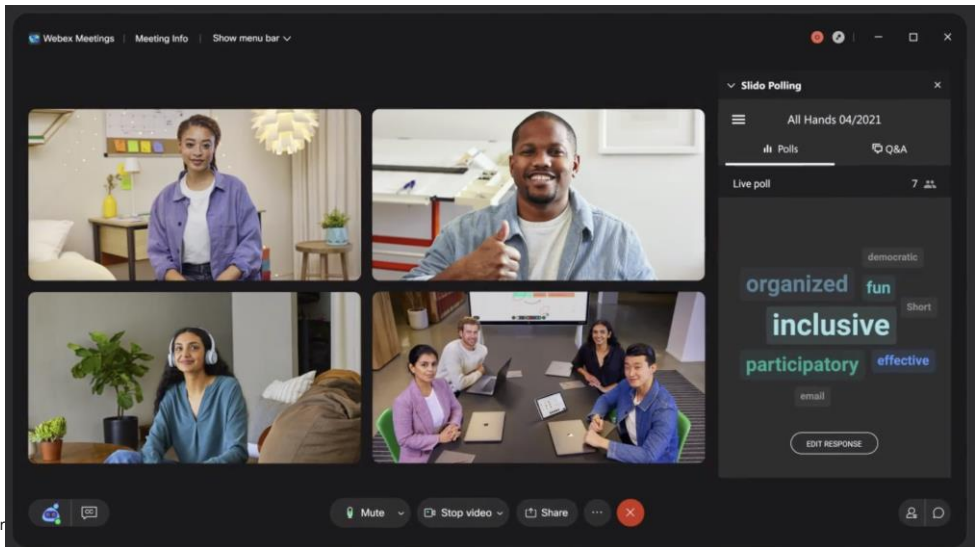 Webex Meetings
Meeting Info
Show menu bar
Slido Polling
All Hands 04/2021
Polls
Q&A
Live poll
7
democratic
organized
fun
Short
inclusive
participatory
effective
email
EDIT RESPONSE
CC
Mute
Stop video
Share
r